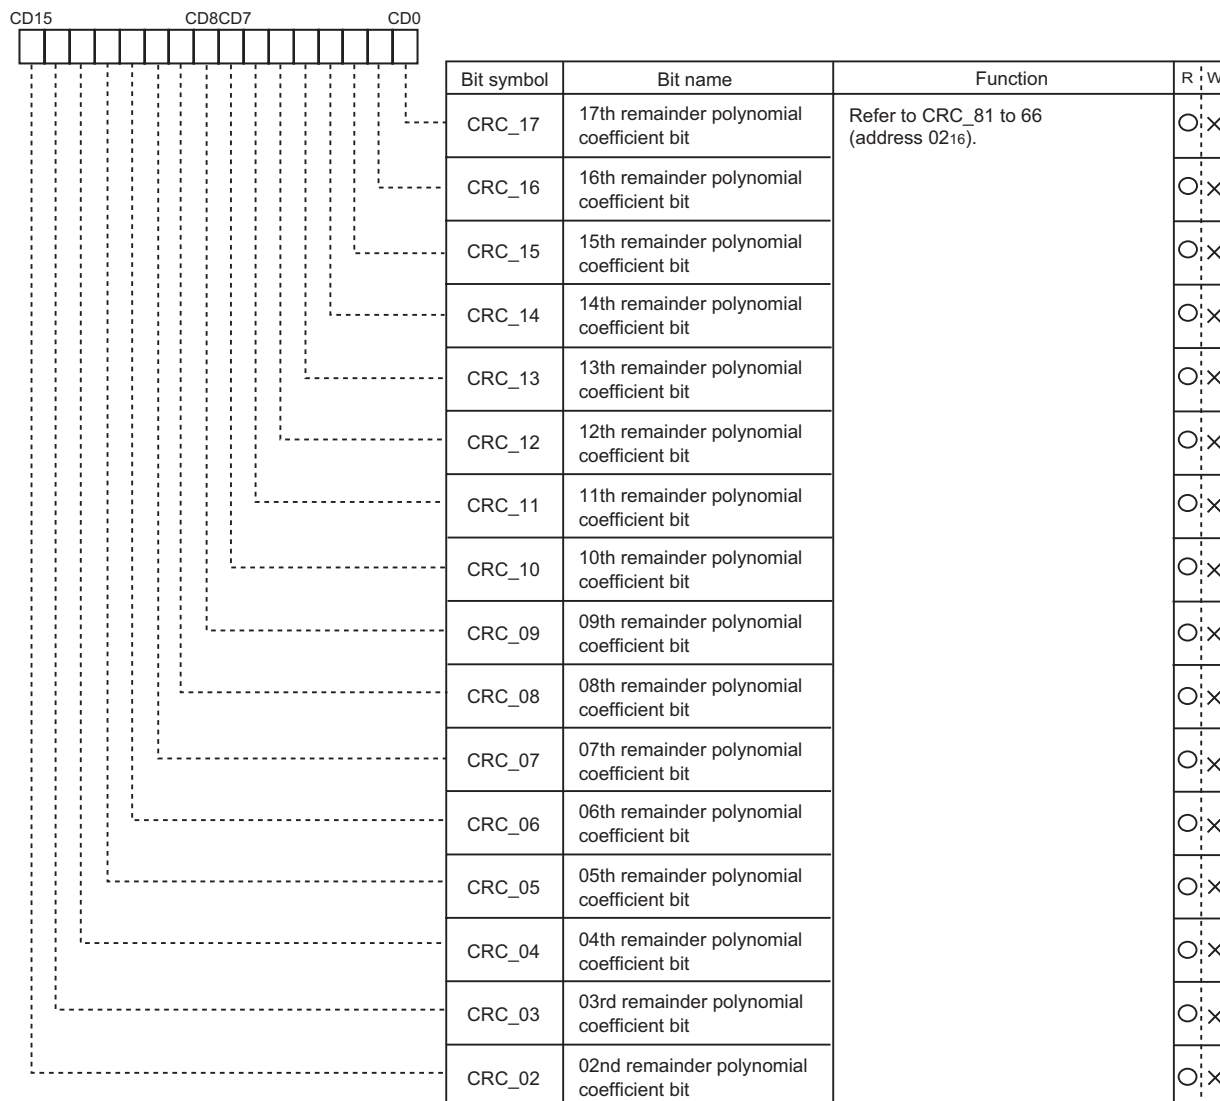 CD15 CD8CD7 CD0
Bit symbol Bit name Function R W
CRC_17 17th remainder polynomial
coefficient bit
Refer to CRC_81 to 66
(address 0216).
○ ×
CRC_16 16th remainder polynomial
coefficient bit
○ ×
CRC_15 15th remainder polynomial
coefficient bit
○ ×
CRC_14 14th remainder polynomial
coefficient bit
○ ×
CRC_13 13th remainder polynomial
coefficient bit
○ ×
CRC_12 12th remainder polynomial
coefficient bit
○ ×
CRC_11 11th remainder polynomial
coefficient bit
○ ×
CRC_10 10th remainder polynomial
coefficient bit
○ ×
CRC_09 09th remainder polynomial
coefficient bit
○ ×
CRC_08 08th remainder polynomial
coefficient bit
○ ×
CRC_07 07th remainder polynomial
coefficient bit
○ ×
CRC_06 06th remainder polynomial
coefficient bit
○ ×
CRC_05 05th remainder polynomial
coefficient bit
○ ×
CRC_04 04th remainder polynomial
coefficient bit
○ ×
CRC_03 03rd remainder polynomial
coefficient bit
○ ×
CRC_02 02nd remainder polynomial
coefficient bit
○ ×